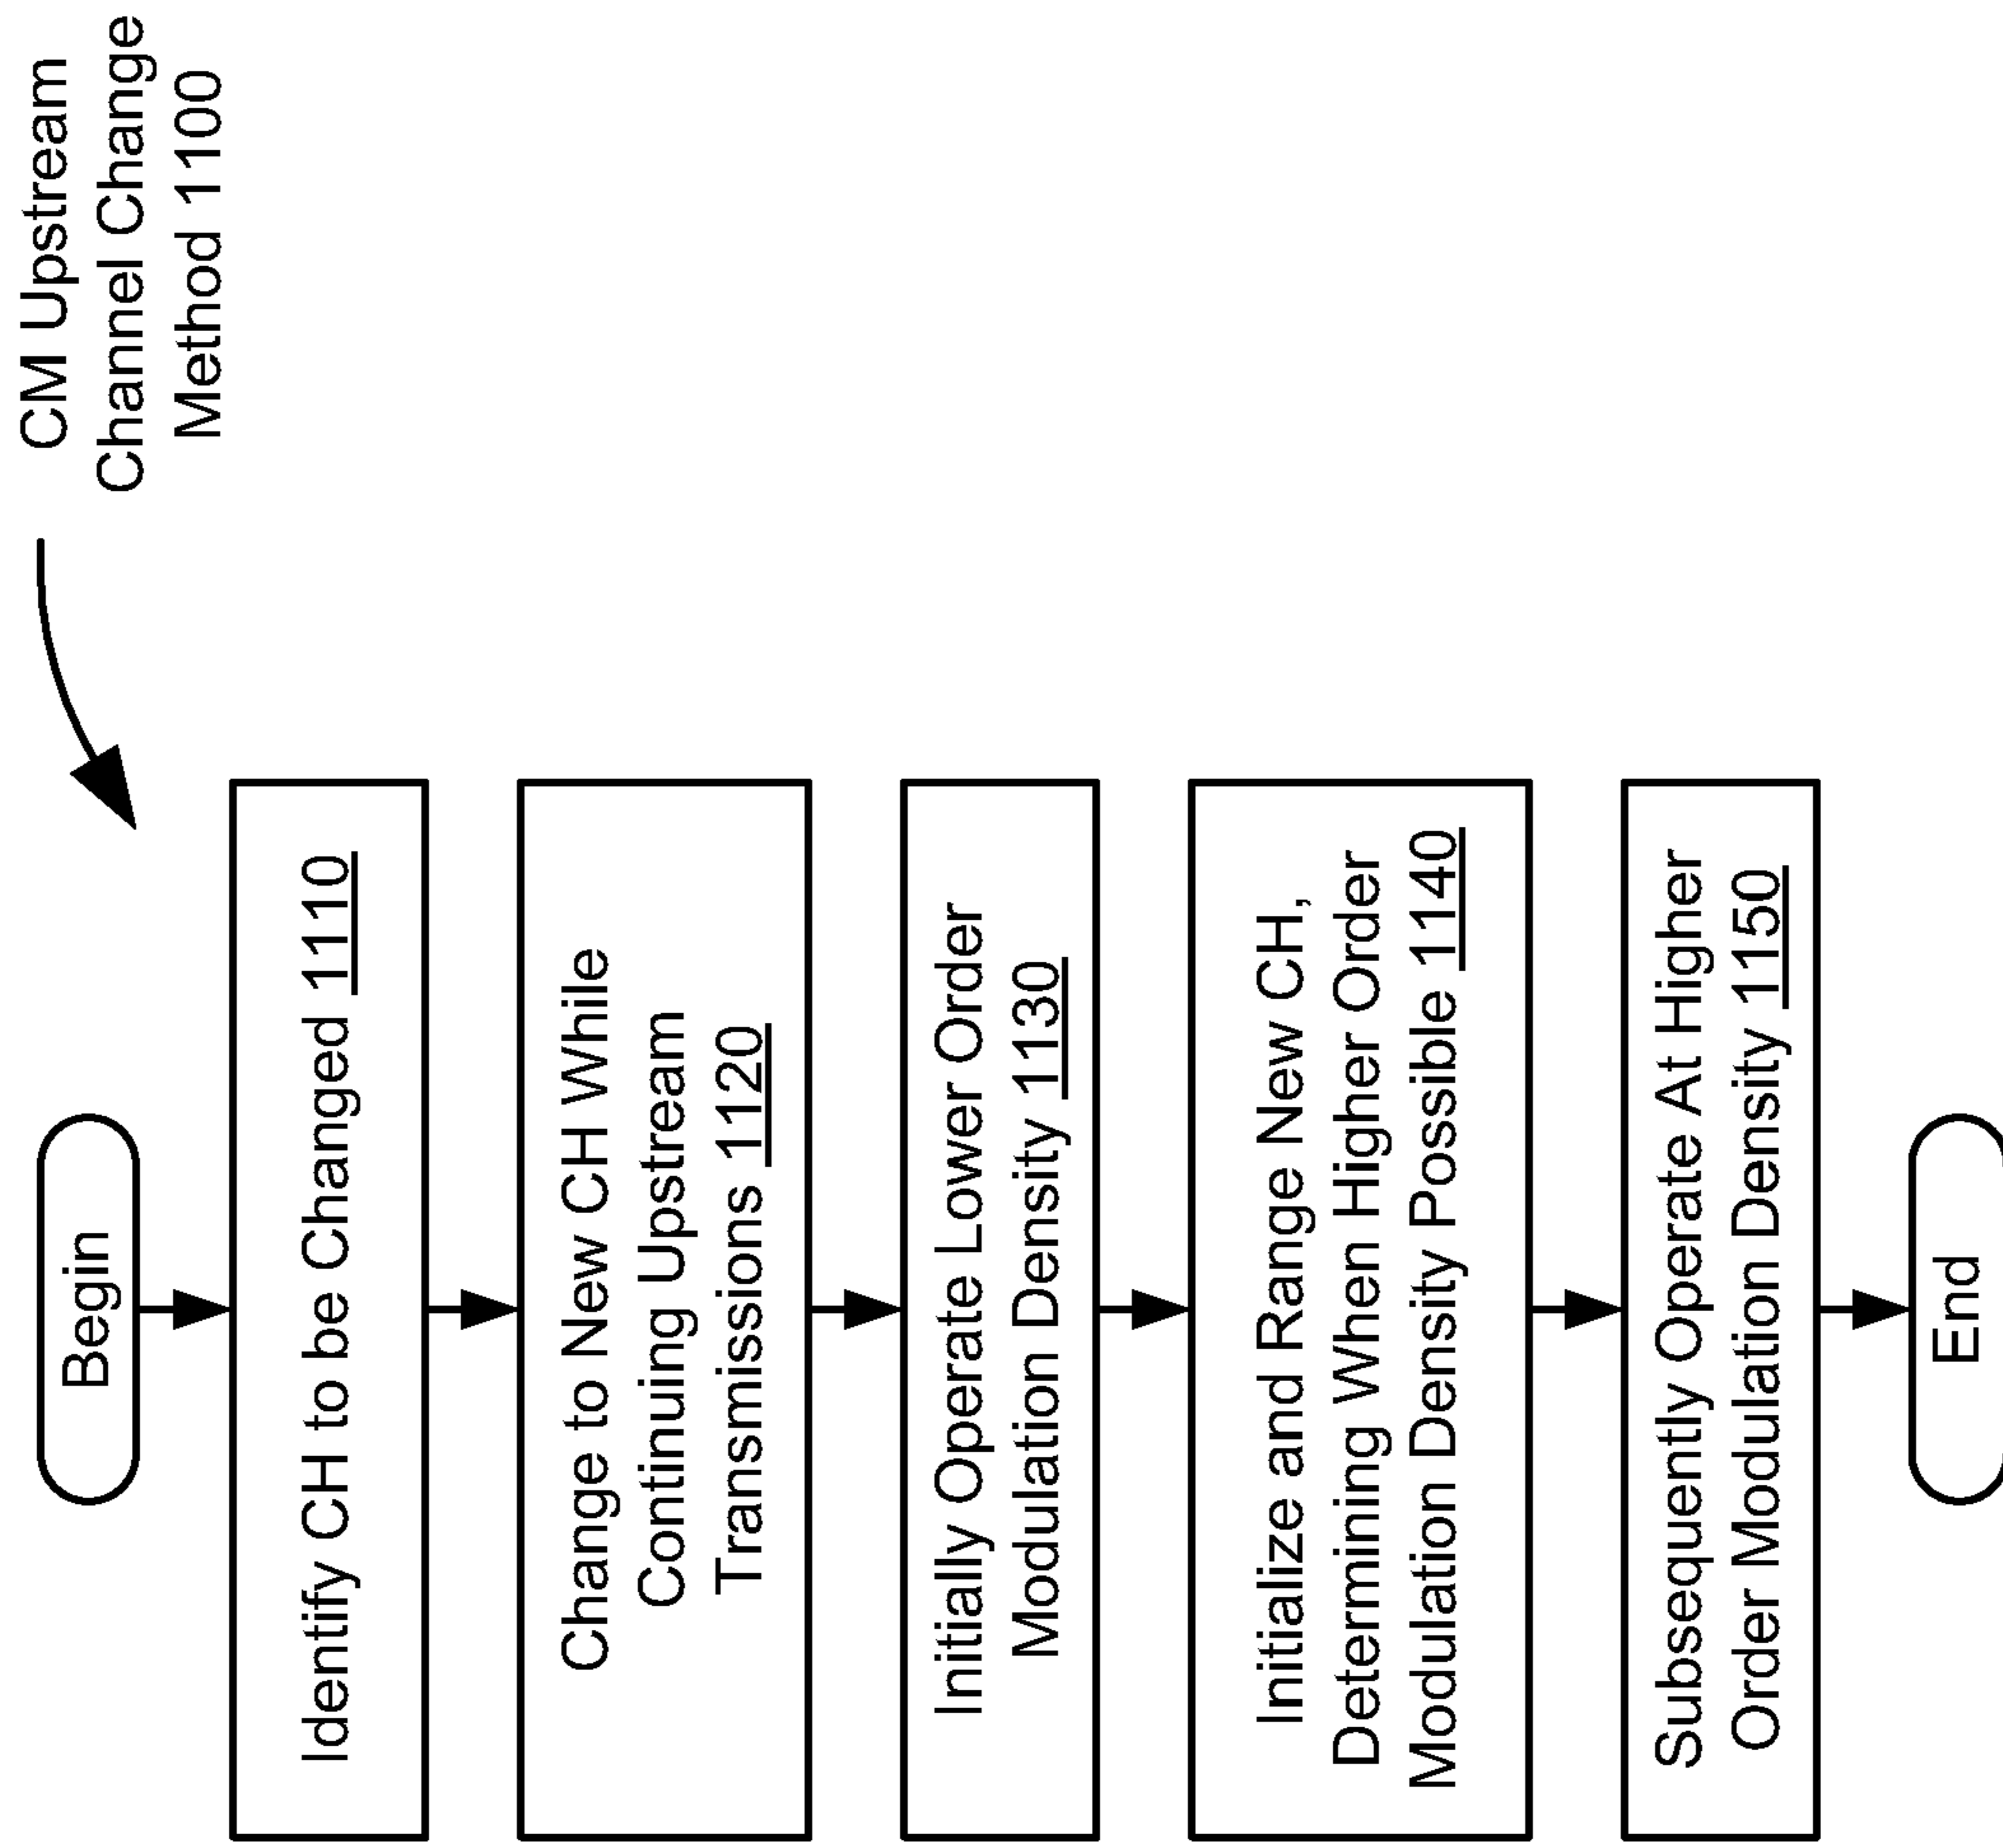 CM Upstream
Channel Change
Method 1100
Begin
Identify CH to be Changed 1110
Change to New CH While
Continuing Upstream
Transmissions 1120
Initially Operate Lower Order
Modulation Density 1130
Initialize and Range New CH,
Determining When Higher Order
Modulation Density Possible 1140
Subsequently Operate At Higher
Order Modulation Density 1150
End